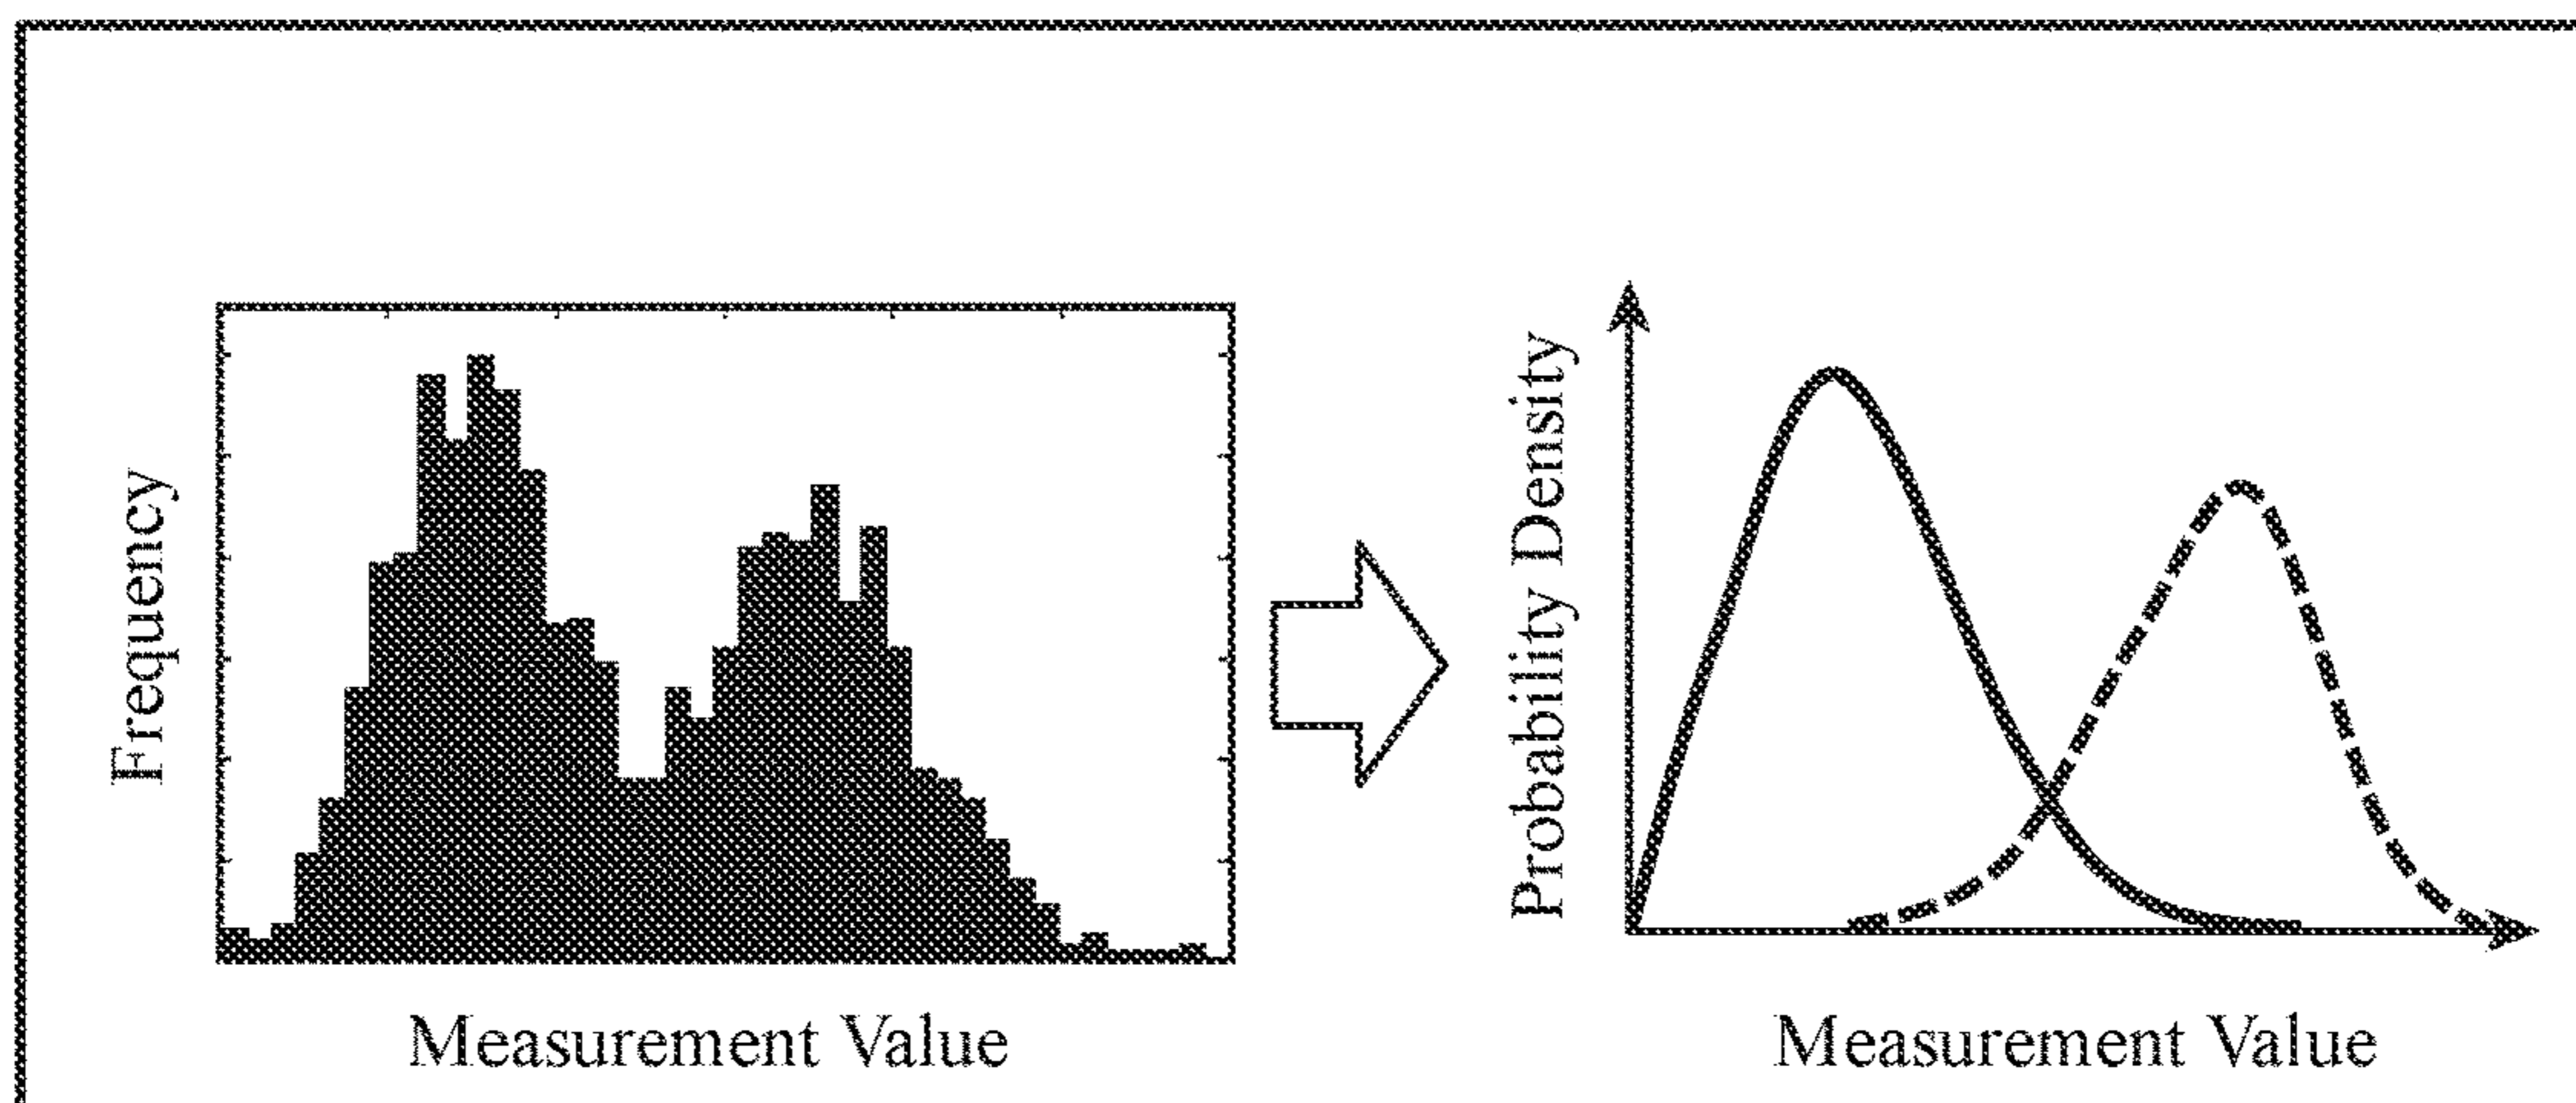 Frequency
Measurement Value
Probability Density
Measurement Value